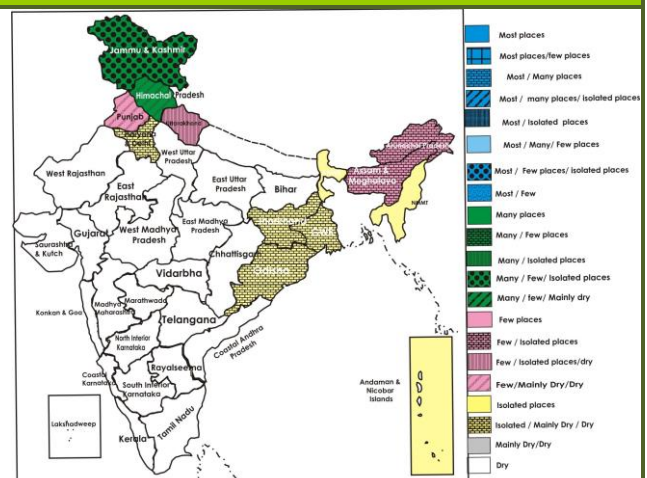 Jammu & Kashmir
Himachal Pradesh
Punjab
Uttarakhand
West Uttar
Pradesh
West Rajasthan
East
Rajasthan
East Uttar
Pradesh
Bihar
Arunachal Pradesh
Assam &
Meghalaya
NMMT
Gujarat
West Madhya
Pradesh
East Madhya
Pradesh
Jharkhand
GWB
Saurashtra
& Kutch
Chhattisgarh
Odisha
Vidarbha
Konkan & Goa
Madhya
Maharashtra
Marathwada
Telangana
North Interior
Karnataka
Coastal Andhra
Pradesh
Rayalseema
Coastal
Karnataka
South Interior
Karnataka
Andaman &
Nicobar
Islands
Lakshadweep
Kerala
Tamil Nadu
Most places
Most places/few places
Most / Many places
Most / many places/ Isolated places
Most / Isolated places
Most / Many/ Few places
Most / Few places/ isolated places
Most / Few
Many places
Many / Few places
Many / Isolated places
Many / Few/ Isolated places
Many / few/ Mainly dry
Few places
Few / Isolated places
Few / Isolated places/dry
Few/Mainly Dry/Dry
Isolated places
Isolated / Mainly Dry / Dry
Mainly Dry/Dry
Dry